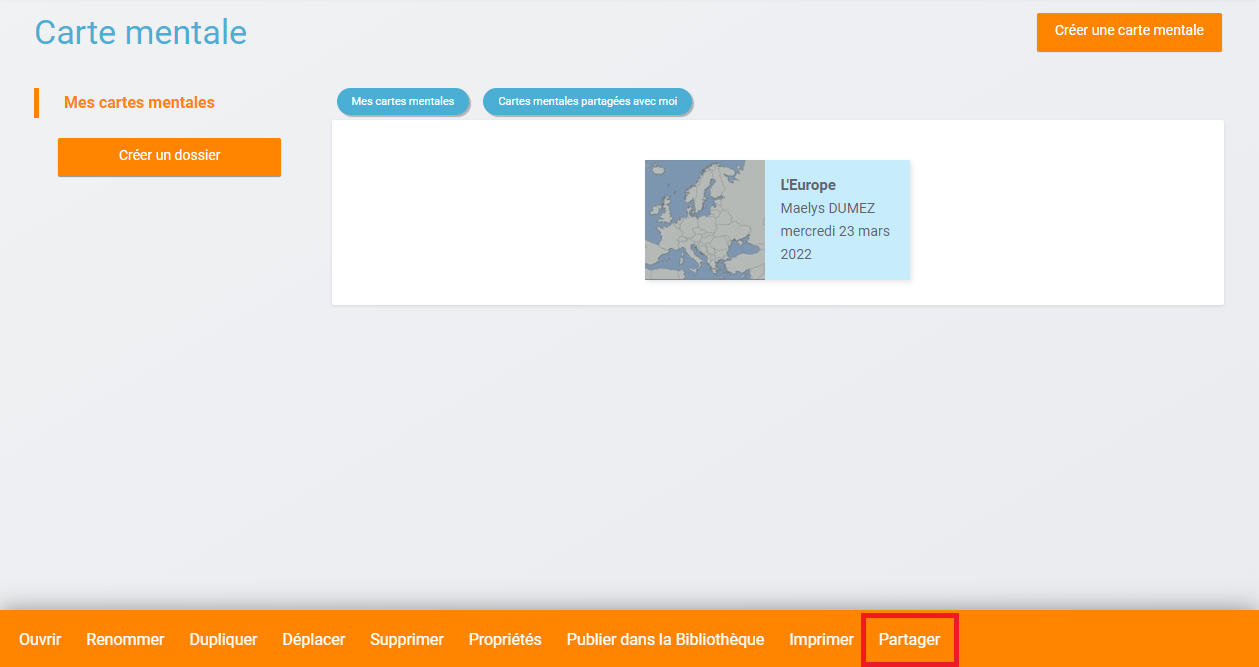 Carte mentale
Créer une carte mentale
Mes cartes mentales
Créer un dossier
Mes cartes mentales
Cartes mentales partagées avec moi
L'Europe
Maelys DUMEZ
mercredi 23 mars
2022
Ouvrir Renommer Dupliquer Déplacer Supprimer Propriétés Publier dans la Bibliothèque Imprimer Partager